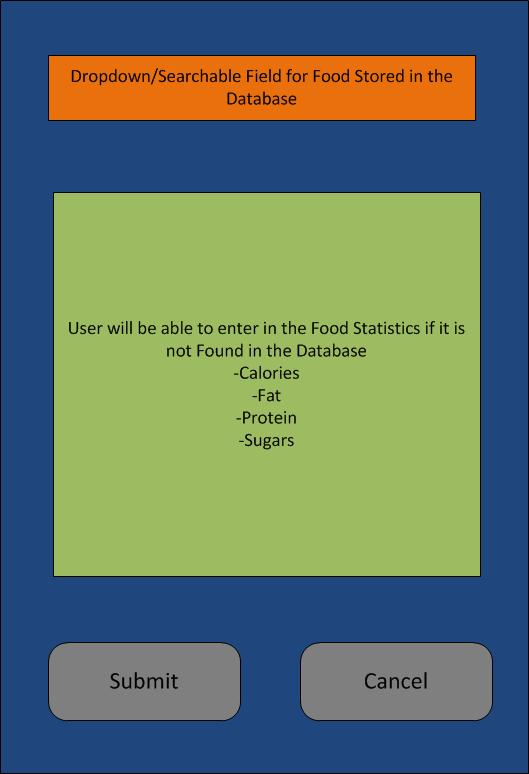 Dropdown/Searchable Field for Food Stored in the
Database
User will be able to enter in the Food Statistics if it is
not Found in the Database
-Calories
-Fat
-Protein
-Sugars
Submit
Cancel